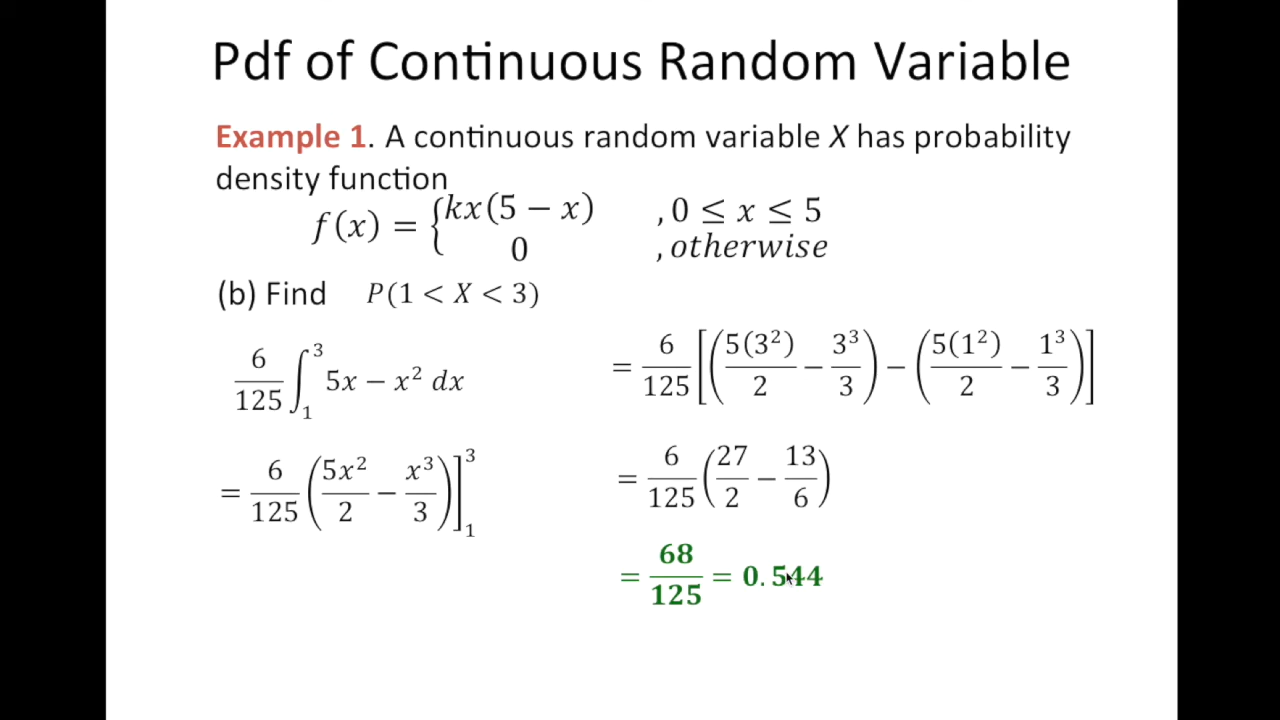 Pdf of Continuous Random Variable
Example 1. A continuous random variable X has probability
density function
f(x) = { kx(5 − x) , 0 ≤ x ≤ 5
0 , otherwise
(b) Find P(1 < X < 3)
6/125 ∫₁³ 5x − x² dx
= 6/125 (5x²/2 − x³/3)]₁³
= 6/125 [(5(3²)/2 − 3³/3) − (5(1²)/2 − 1³/3)]
= 6/125 (27/2 − 13/6)
= 68/125 = 0.544